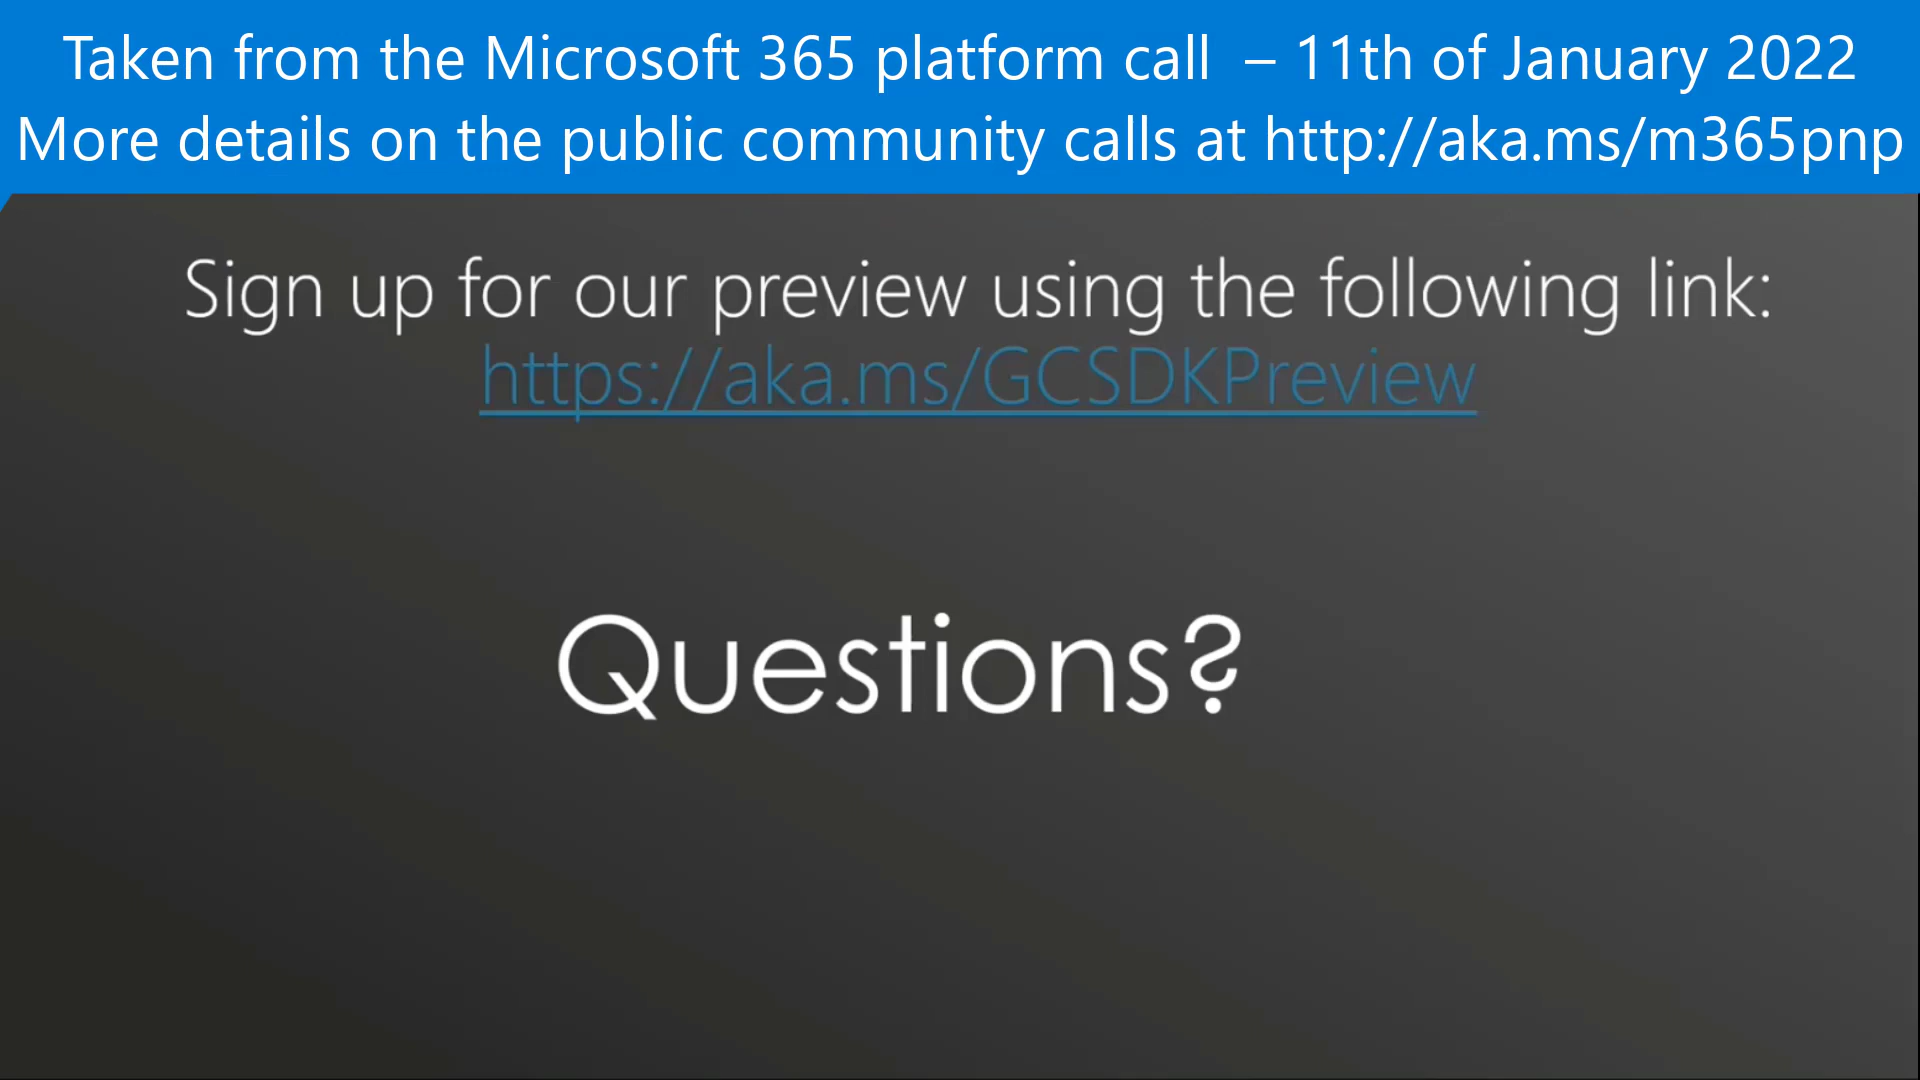 Taken from the Microsoft 365 platform call – 11th of January 2022
More details on the public community calls at http://aka.ms/m365pnp
Sign up for our preview using the following link:
https://aka.ms/GCSDKPreview
Questions?